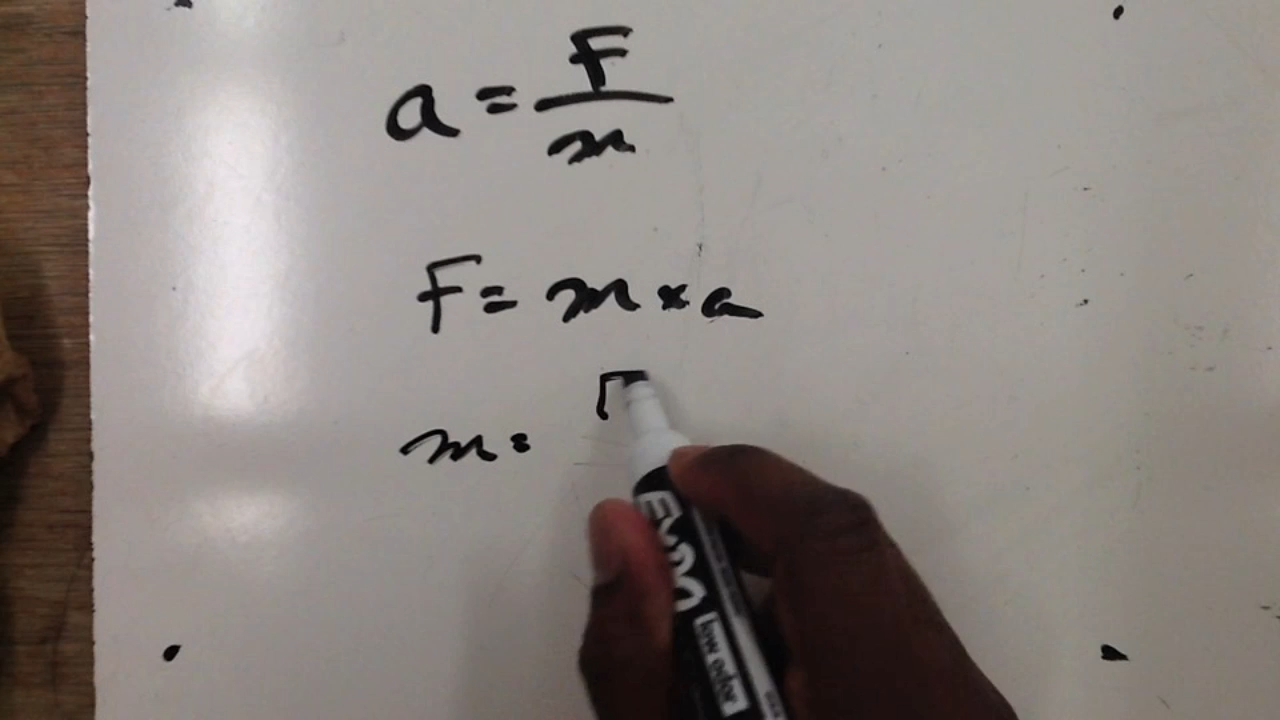 a = F/m
F = m × a
m =
EXPO
low odor